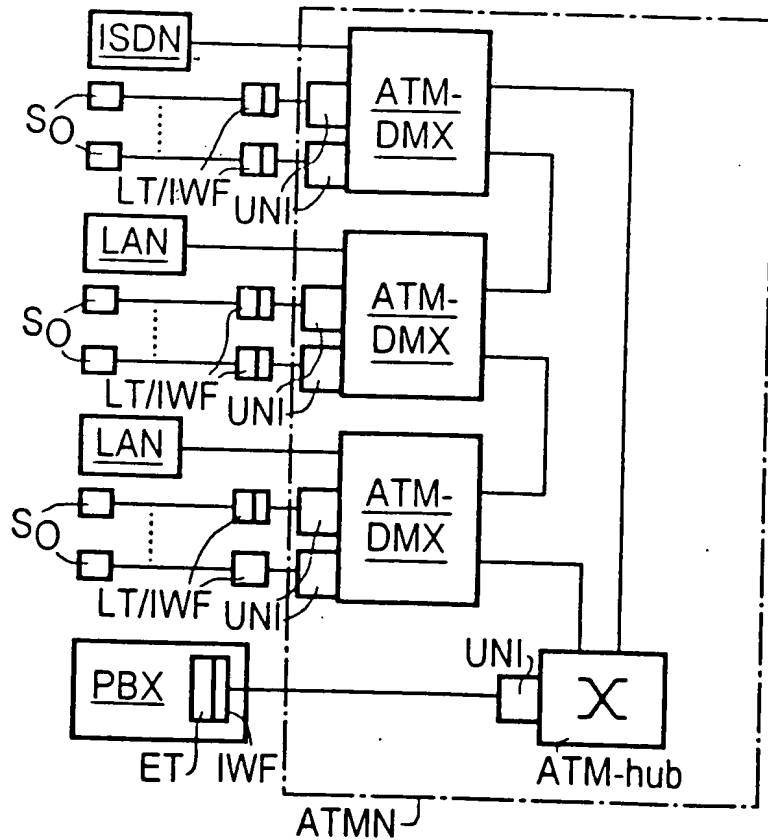 ISDN
ATM-
DMX
SO
LT/IWF
UNI
LAN
ATM-
DMX
SO
LT/IWF
UNI
LAN
ATM-
DMX
SO
LT/IWF
UNI
PBX
UNI
ET
IWF
ATM-hub
ATMN